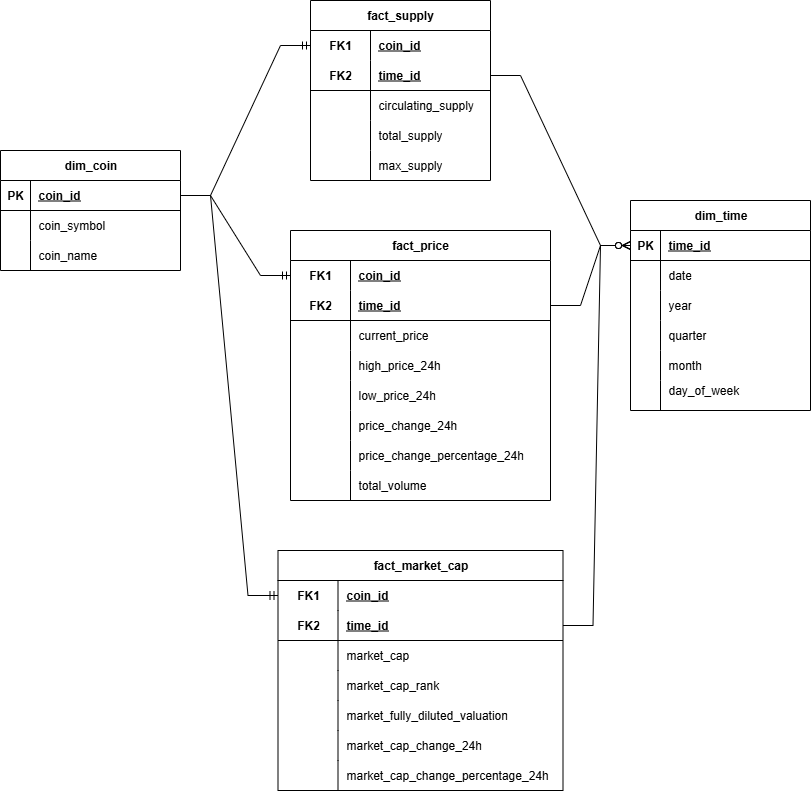 fact_supply
FK1 coin_id
FK2 time_id
circulating_supply
total_supply
max_supply
dim_coin
PK coin_id
coin_symbol
coin_name
fact_price
FK1 coin_id
FK2 time_id
current_price
high_price_24h
low_price_24h
price_change_24h
price_change_percentage_24h
total_volume
dim_time
PK time_id
date
year
quarter
month
day_of_week
fact_market_cap
FK1 coin_id
FK2 time_id
market_cap
market_cap_rank
market_fully_diluted_valuation
market_cap_change_24h
market_cap_change_percentage_24h